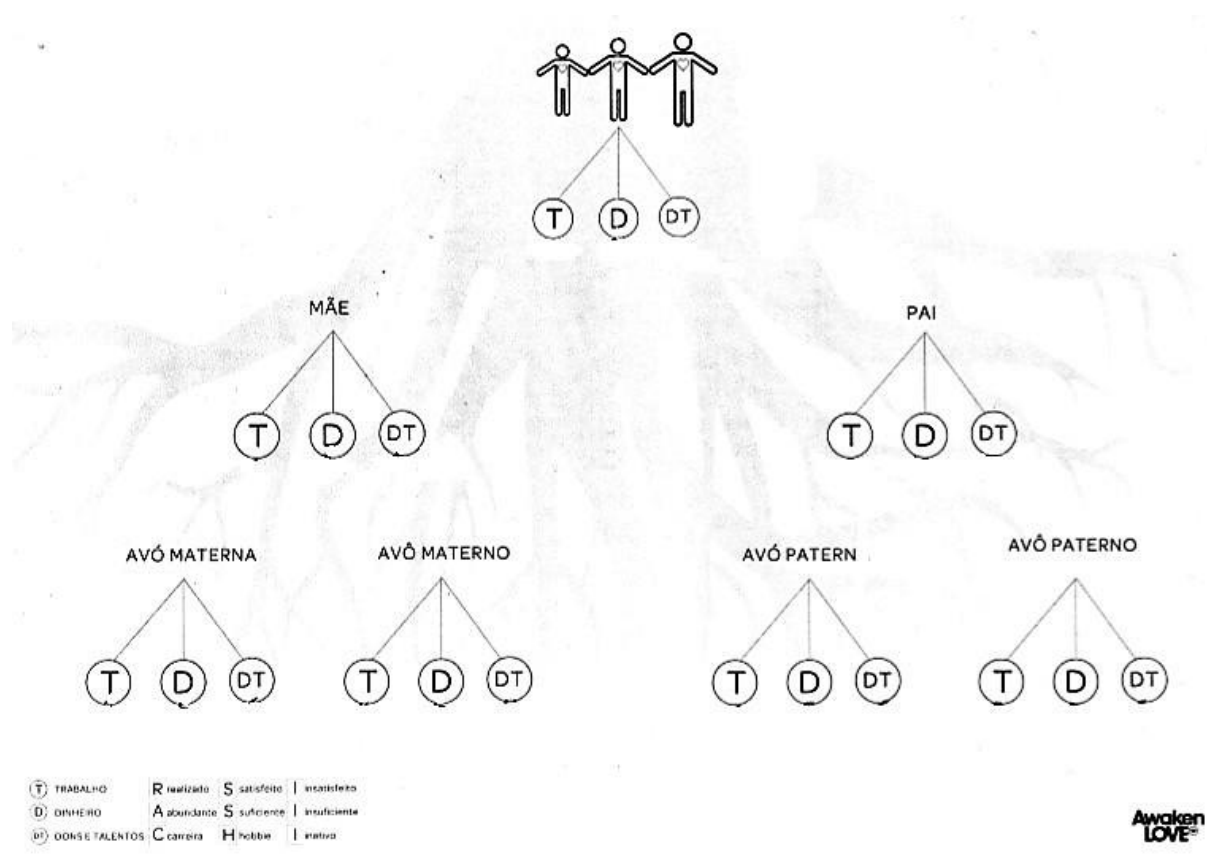 T D DT
MÃE
PAI
T D DT
T D DT
AVÓ MATERNA
AVÔ MATERNO
AVÓ PATERN
AVÔ PATERNO
T D DT
T D DT
T D DT
T D DT
T TRABALHO R realizado S satisfeito I insatisfeito
D DINHEIRO A abundante S suficiente I insuficiente
DT DONS E TALENTOS C carreira H hobbie I inativo
Awaken
LOVE